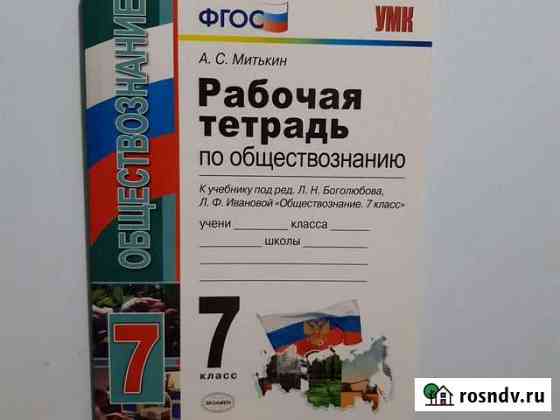 ФГОС
УМК
А. С. Митькин
Рабочая
тетрадь
по обществознанию
К учебнику под ред. Л. Н. Боголюбова,
Л. Ф. Ивановой «Обществознание. 7 класс»
учени класса
школы
ОБЩЕСТВОЗНАНИЕ
7
7
класс
ЭКЗАМЕН
rosndv.ru